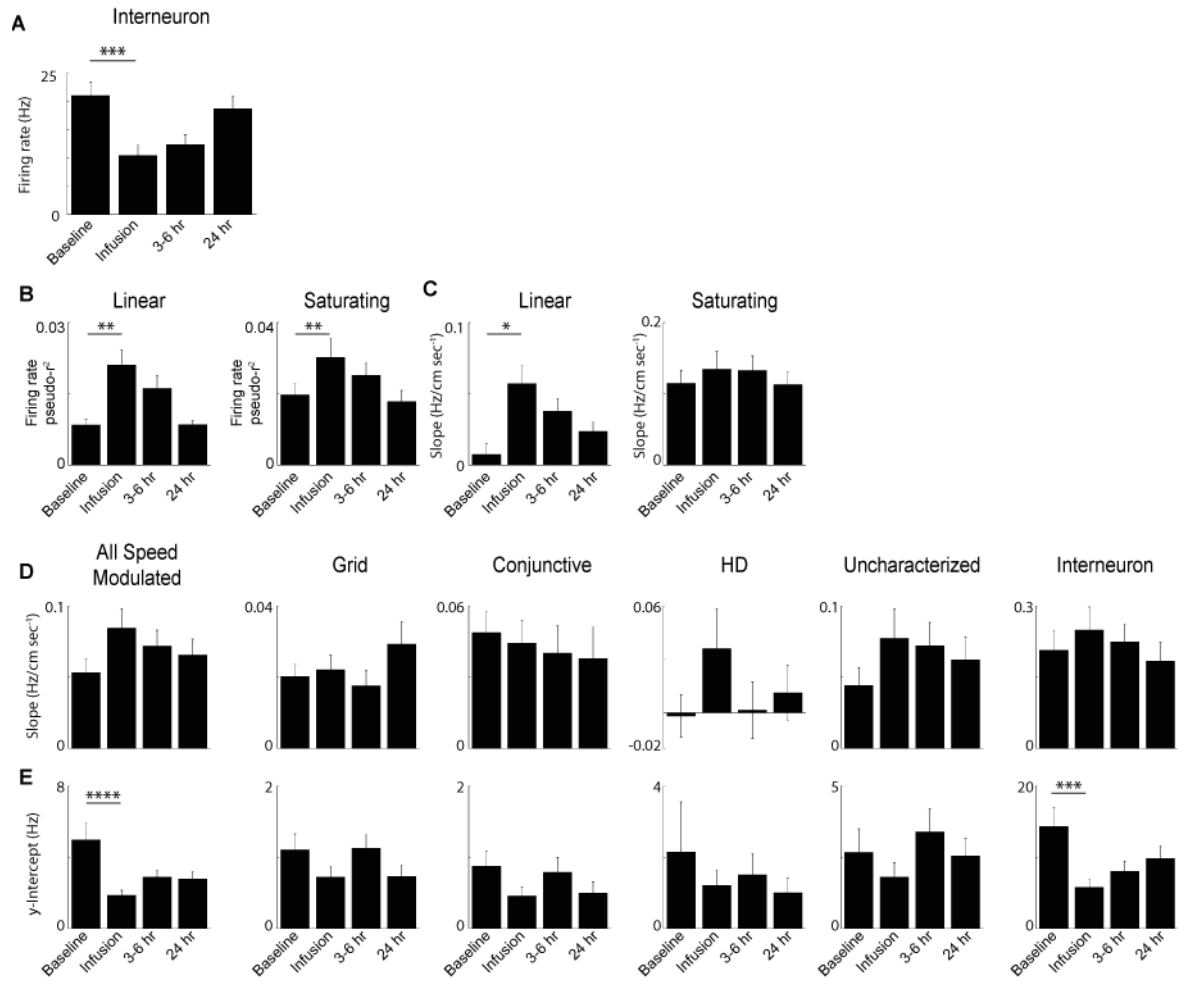 A
Interneuron
***
25
Firing rate (Hz)
0
Baseline
Infusion
3-6 hr
24 hr
B
Linear
**
0.03
Firing rate
pseudo-r²
0
Baseline
Infusion
3-6 hr
24 hr
Saturating
**
0.04
Firing rate
pseudo-r²
0
Baseline
Infusion
3-6 hr
24 hr
C
Linear
*
0.1
Slope (Hz/cm sec⁻¹)
0
Baseline
Infusion
3-6 hr
24 hr
Saturating
0.2
Slope (Hz/cm sec⁻¹)
0
Baseline
Infusion
3-6 hr
24 hr
D
All Speed
Modulated
0.1
Slope (Hz/cm sec⁻¹)
0
Grid
0.04
0
Conjunctive
0.06
0
HD
0.06
-0.02
Uncharacterized
0.1
0
Interneuron
0.3
0
E
****
8
y-Intercept (Hz)
0
Baseline
Infusion
3-6 hr
24 hr
2
0
Baseline
Infusion
3-6 hr
24 hr
2
0
Baseline
Infusion
3-6 hr
24 hr
4
0
Baseline
Infusion
3-6 hr
24 hr
5
0
Baseline
Infusion
3-6 hr
24 hr
***
20
0
Baseline
Infusion
3-6 hr
24 hr